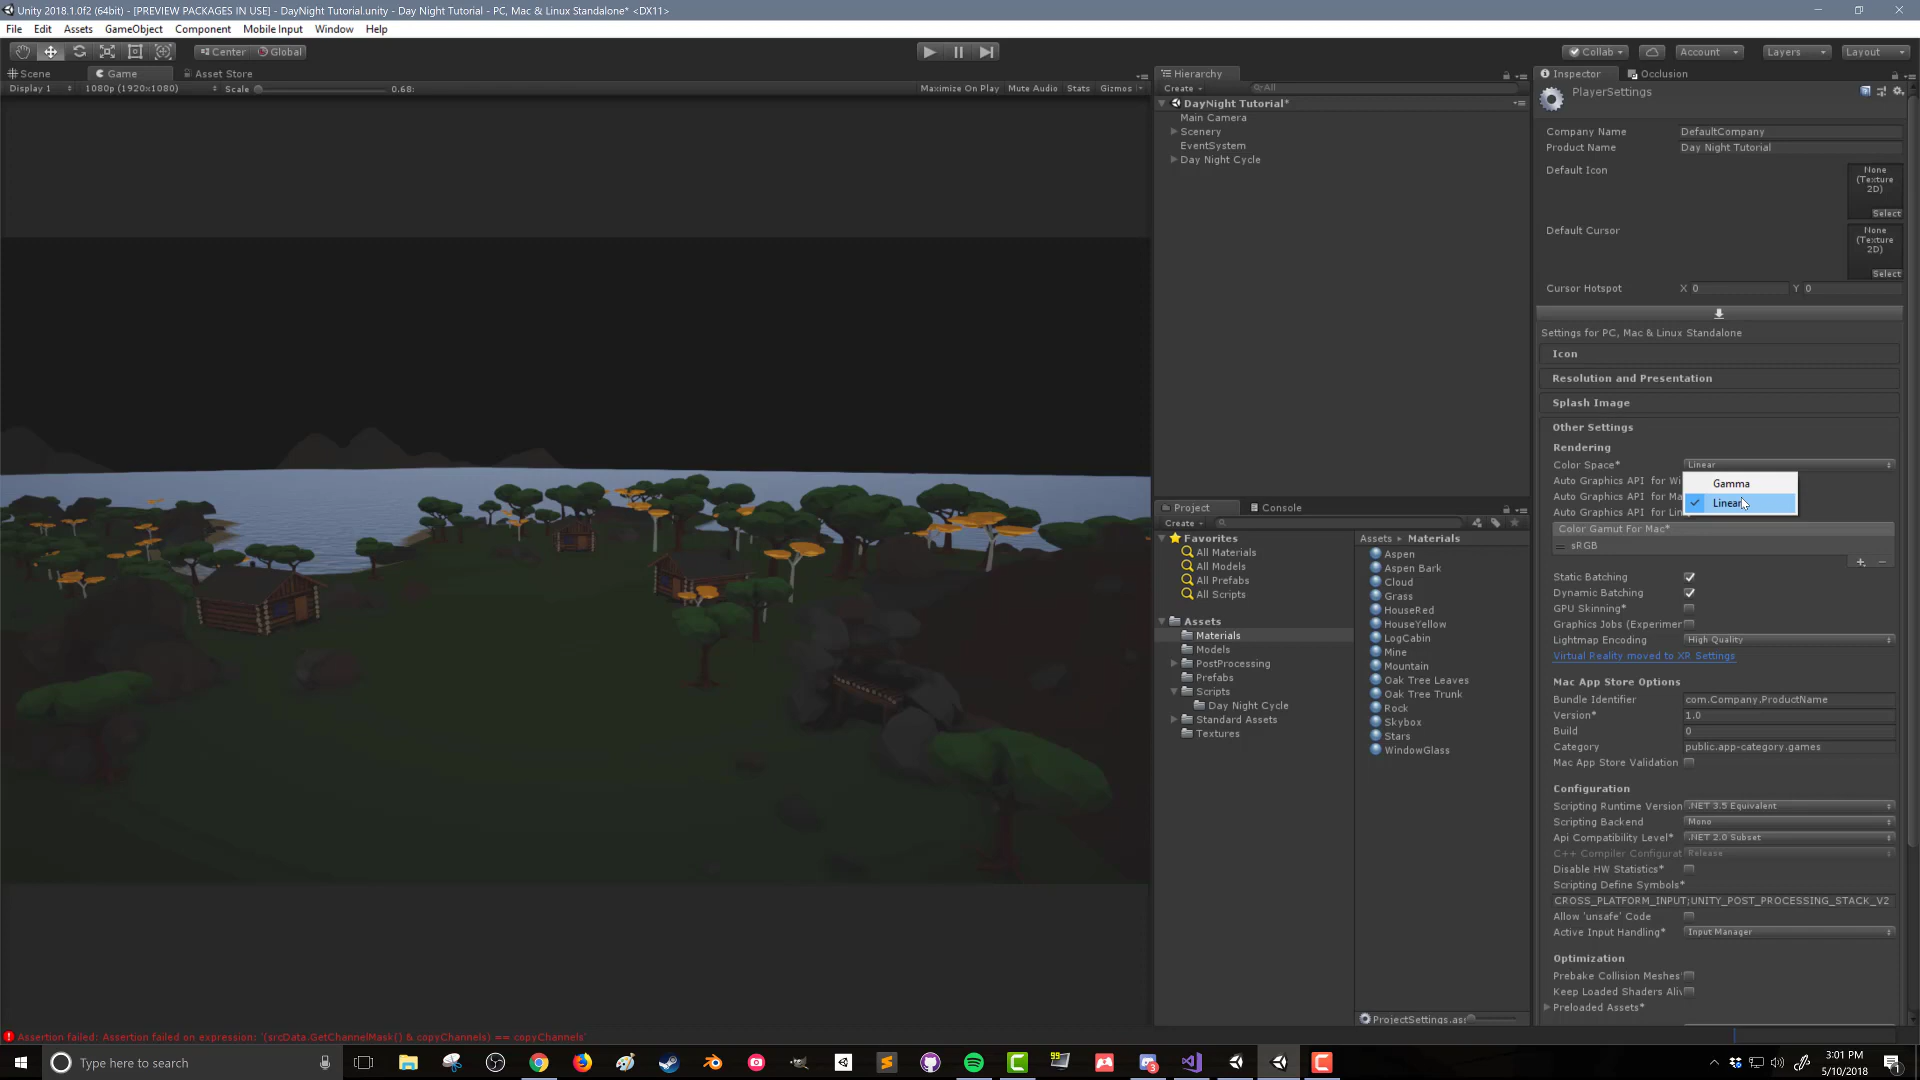 Unity 2018.1.0f2 (64bit) - [PREVIEW PACKAGES IN USE] - DayNight Tutorial.unity - Day Night Tutorial - PC, Mac & Linux Standalone* <DX11>
File Edit Assets GameObject Component Mobile Input Window Help
Center Global Collab Account Layers Layout
Scene Game Asset Store
Display 1 1080p (1920x1080) Scale 0.68: Maximize On Play Mute Audio Stats Gizmos
Hierarchy
Create All
DayNight Tutorial*
Main Camera
Scenery
EventSystem
Day Night Cycle
Project Console
Create
Favorites
All Materials
All Models
All Prefabs
All Scripts
Assets
Materials
Models
PostProcessing
Prefabs
Scripts
Day Night Cycle
Standard Assets
Textures
Assets Materials
Aspen
Aspen Bark
Cloud
Grass
HouseRed
HouseYellow
LogCabin
Mine
Mountain
Oak Tree Leaves
Oak Tree Trunk
Rock
Skybox
Stars
WindowGlass
ProjectSettings.ass
Inspector Occlusion
PlayerSettings
Company Name DefaultCompany
Product Name Day Night Tutorial
Default Icon
None
(Texture
2D)
Select
Default Cursor
None
(Texture
2D)
Select
Cursor Hotspot X 0 Y 0
Settings for PC, Mac & Linux Standalone
Icon
Resolution and Presentation
Splash Image
Other Settings
Rendering
Color Space* Linear
Gamma
Linear
Auto Graphics API for Wi
Auto Graphics API for Ma
Auto Graphics API for Lin
Color Gamut For Mac*
sRGB
Static Batching
Dynamic Batching
GPU Skinning*
Graphics Jobs (Experimer
Lightmap Encoding High Quality
Virtual Reality moved to XR Settings
Mac App Store Options
Bundle Identifier com.Company.ProductName
Version* 1.0
Build 0
Category public.app-category.games
Mac App Store Validation
Configuration
Scripting Runtime Version .NET 3.5 Equivalent
Scripting Backend Mono
Api Compatibility Level* .NET 2.0 Subset
C++ Compiler Configurat Release
Disable HW Statistics*
Scripting Define Symbols*
CROSS_PLATFORM_INPUT;UNITY_POST_PROCESSING_STACK_V2
Allow 'unsafe' Code
Active Input Handling* Input Manager
Optimization
Prebake Collision Meshes*
Keep Loaded Shaders Aliv
Preloaded Assets*
Assertion failed: Assertion failed on expression: '(srcData.GetChannelMask() & copyChannels) == copyChannels'
Type here to search
99
3
3:01 PM
5/10/2018
1